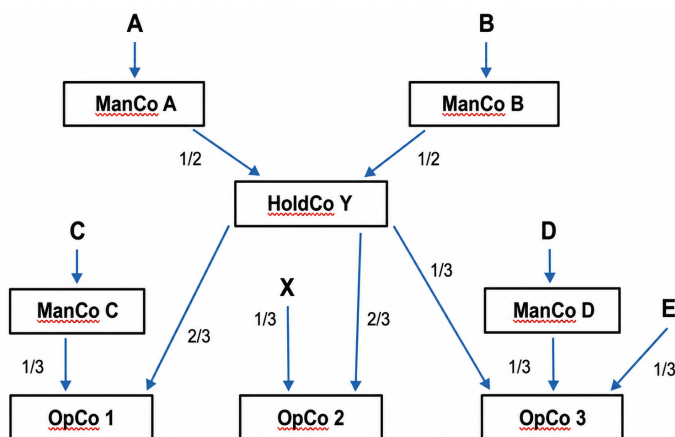 A
B
ManCo A
ManCo B
1/2
1/2
HoldCo Y
C
D
1/3
X
E
ManCo C
ManCo D
1/3
2/3
2/3
1/3
1/3
1/3
OpCo 1
OpCo 2
OpCo 3